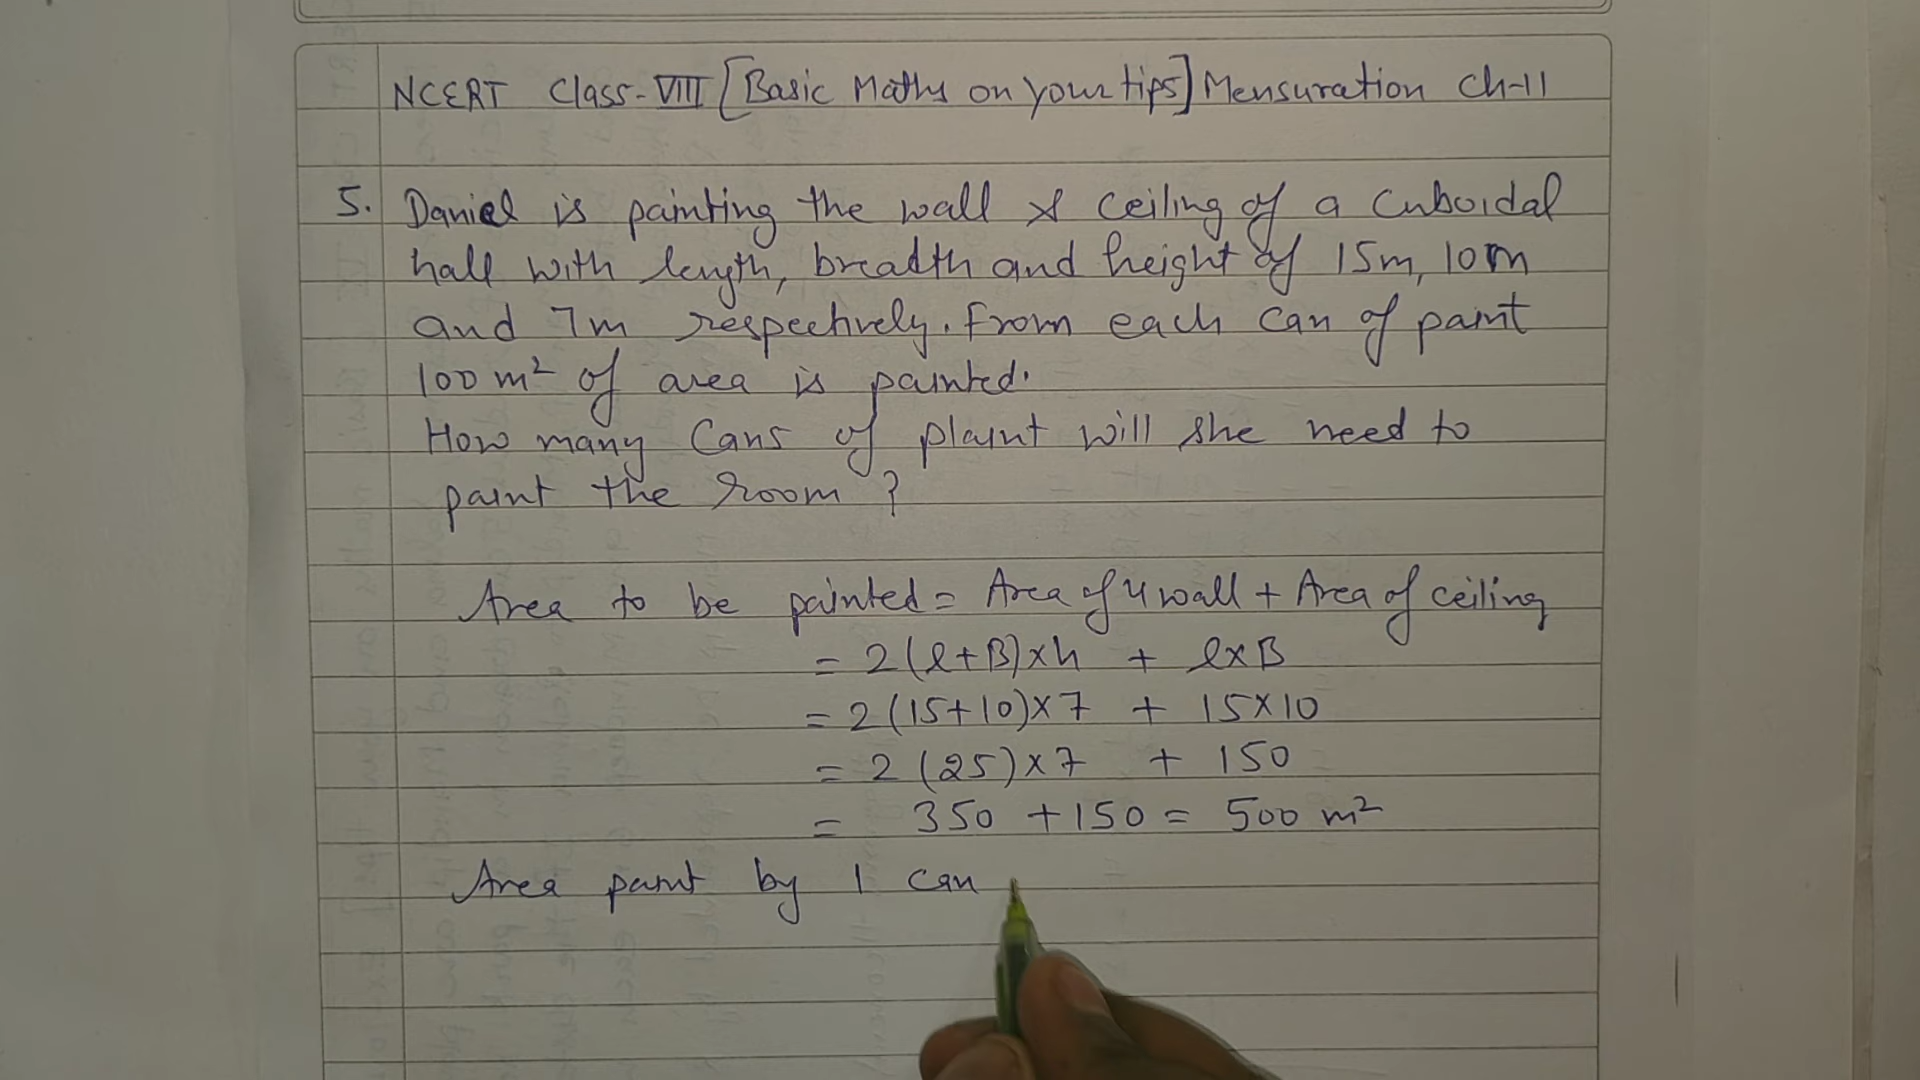 NCERT Class-VIII [Basic Maths on your tips] Mensuration Ch-11
5. Daniel is painting the wall & ceiling of a cuboidal
hall with length, breadth and height of 15m, 10m
and 7m respectively. From each can of paint
100 m² of area is painted.
How many Cans of plaint will she need to
paint the room ?
Area to be painted = Area of 4 wall + Area of ceiling
= 2(l+B)×h + l×B
= 2(15+10)×7 + 15×10
= 2 (25)×7 + 150
= 350 + 150 = 500 m²
Area paint by 1 can